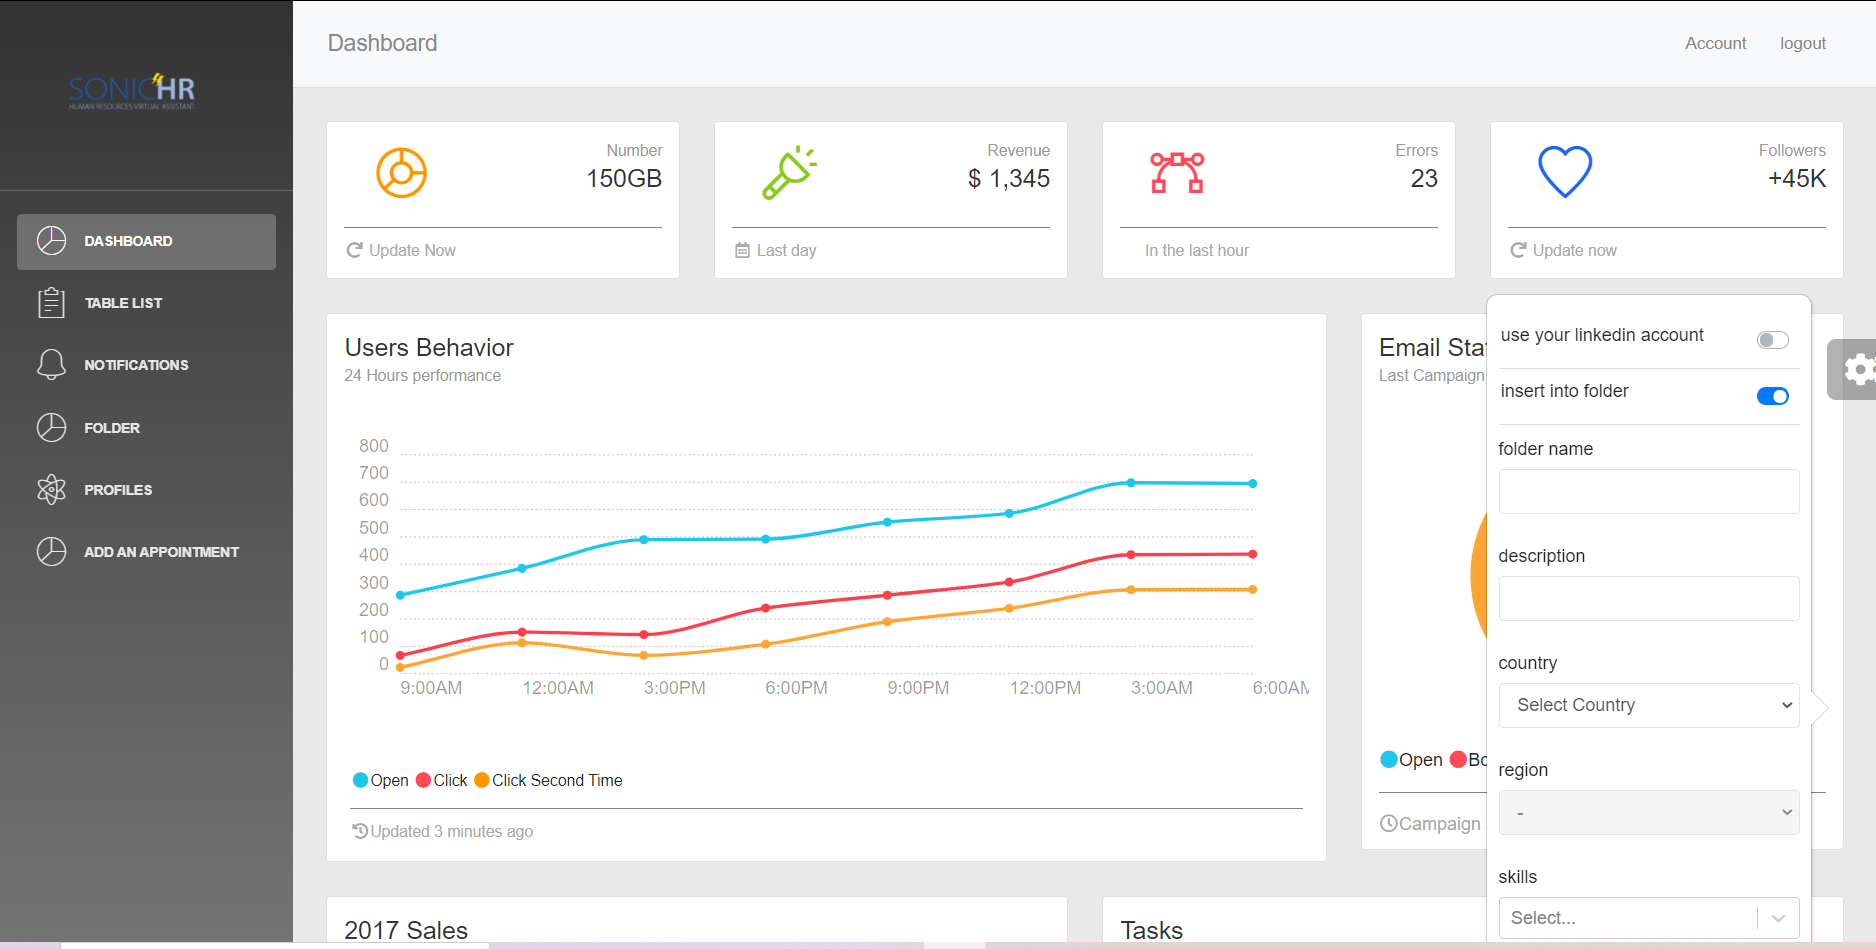 SONICHR
HUMAN RESOURCES VIRTUAL ASSISTANT
DASHBOARD
TABLE LIST
NOTIFICATIONS
FOLDER
PROFILES
ADD AN APPOINTMENT
Dashboard
Account
logout
Number
150GB
Update Now
Revenue
$ 1,345
Last day
Errors
23
In the last hour
Followers
+45K
Update now
Users Behavior
24 Hours performance
800
700
600
500
400
300
200
100
0
9:00AM 12:00AM 3:00PM 6:00PM 9:00PM 12:00PM 3:00AM 6:00AM
Open Click Click Second Time
Updated 3 minutes ago
Email Stat
Last Campaign
Open Bo
Campaign
use your linkedin account
insert into folder
folder name
description
country
Select Country
region
-
skills
Select...
2017 Sales
Tasks